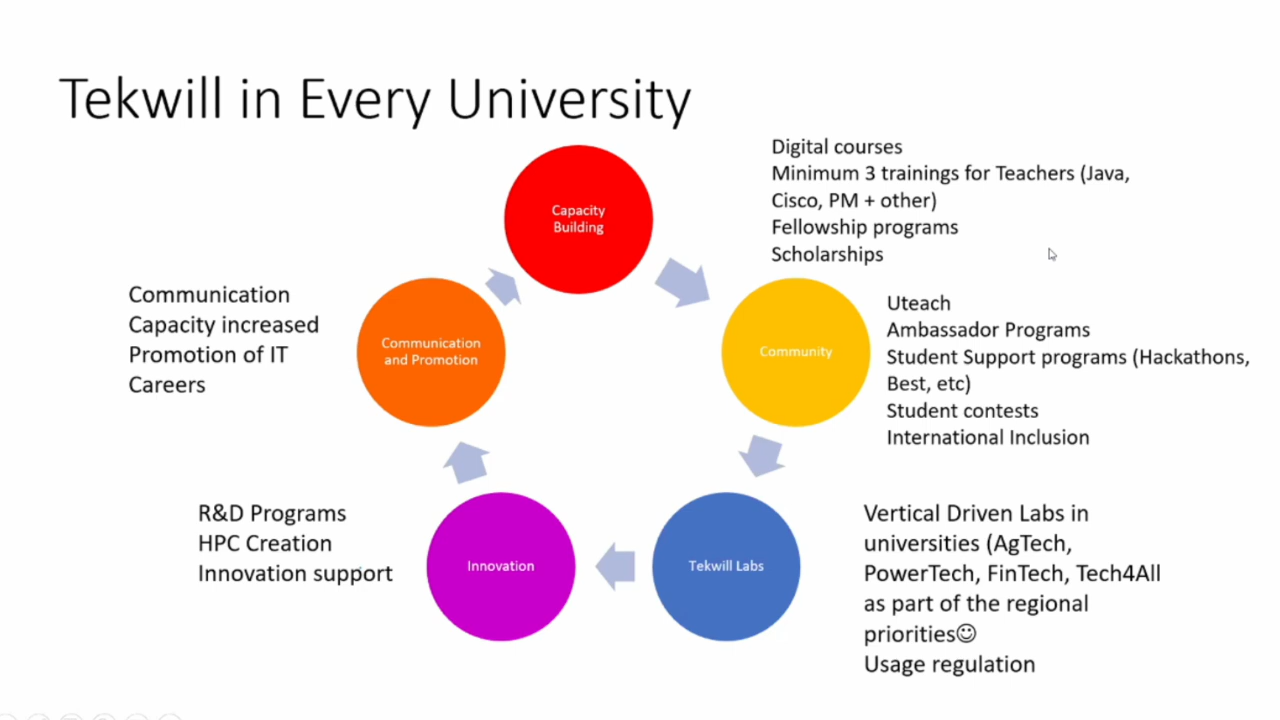 Tekwill in Every University
Capacity
Building
Digital courses
Minimum 3 trainings for Teachers (Java,
Cisco, PM + other)
Fellowship programs
Scholarships
Community
Uteach
Ambassador Programs
Student Support programs (Hackathons,
Best, etc)
Student contests
International Inclusion
Tekwill Labs
Vertical Driven Labs in
universities (AgTech,
PowerTech, FinTech, Tech4All
as part of the regional
priorities☺
Usage regulation
Innovation
R&D Programs
HPC Creation
Innovation support
Communication
and Promotion
Communication
Capacity increased
Promotion of IT
Careers